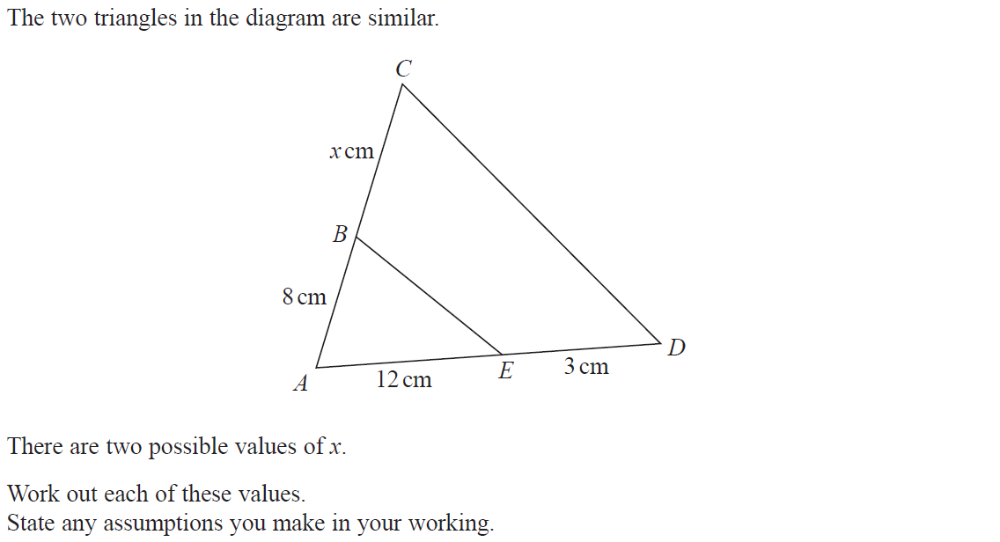 The two triangles in the diagram are similar.
C
x cm
B
8 cm
A
12 cm
E
3 cm
D
There are two possible values of x.
Work out each of these values.
State any assumptions you make in your working.